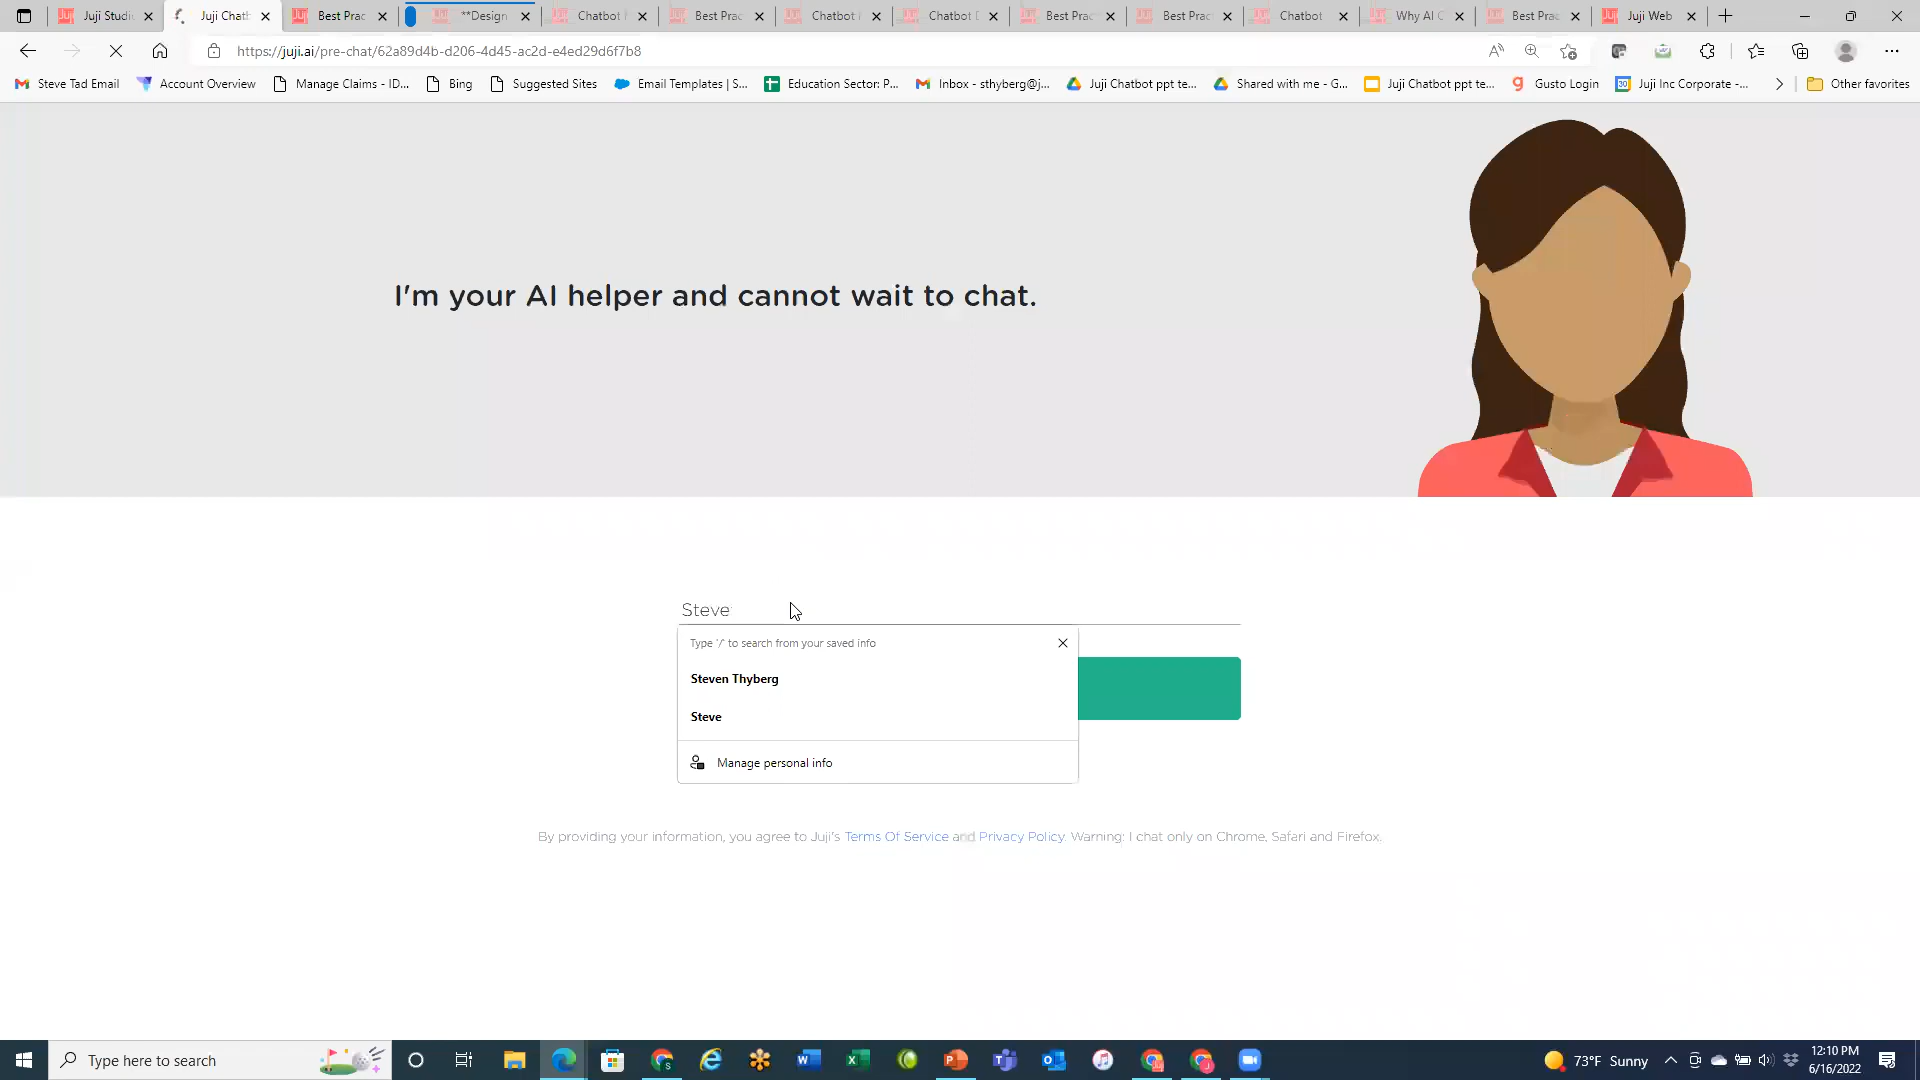 Juji Studi
Juji Chatb
Best Prac
**Design
Chatbot
Best Prac
Chatbot
Chatbot D
Best Prac
Best Prac
Chatbot
Why AI C
Best Prac
Juji Web
https://juji.ai/pre-chat/62a89d4b-d206-4d45-ac2d-e4ed29d6f7b8
Steve Tad Email
Account Overview
Manage Claims - ID...
Bing
Suggested Sites
Email Templates | S...
Education Sector: P...
Inbox - sthyberg@j...
Juji Chatbot ppt te...
Shared with me - G...
Juji Chatbot ppt te...
Gusto Login
Juji Inc Corporate -...
Other favorites
I'm your AI helper and cannot wait to chat.
Steve
Type '/' to search from your saved info
Steven Thyberg
Steve
Manage personal info
By providing your information, you agree to Juji's Terms Of Service and Privacy Policy. Warning: I chat only on Chrome, Safari and Firefox.
Type here to search
73°F Sunny
12:10 PM
6/16/2022